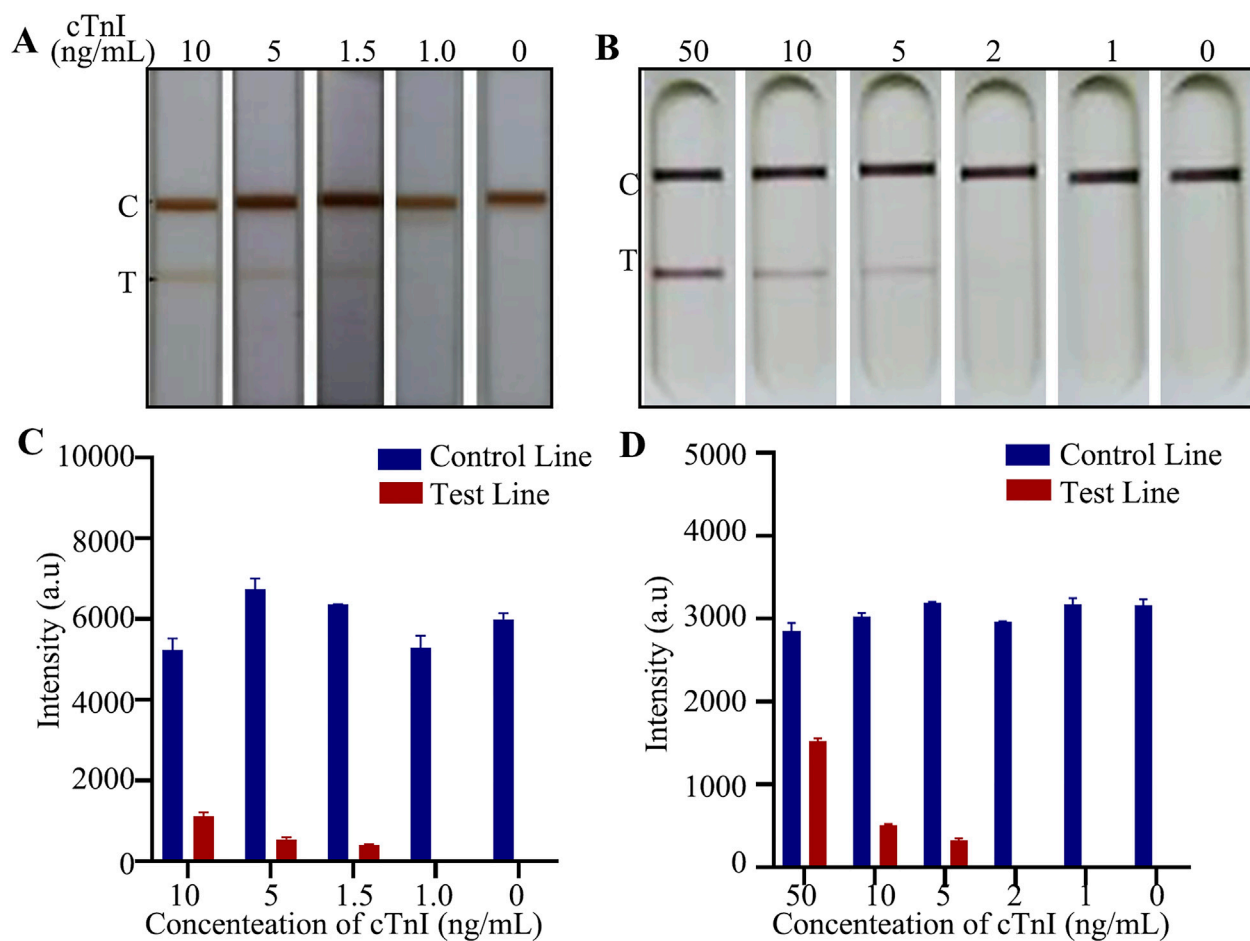 A
cTnI
(ng/mL)
10 5 1.5 1.0 0
C
T
B
50 10 5 2 1 0
C
T
C
10000
8000
6000
4000
2000
0
Intensity (a.u)
Control Line
Test Line
10 5 1.5 1.0 0
Concenteation of cTnI (ng/mL)
D
5000
4000
3000
2000
1000
0
Intensity (a.u)
Control Line
Test Line
50 10 5 2 1 0
Concenteation of cTnI (ng/mL)